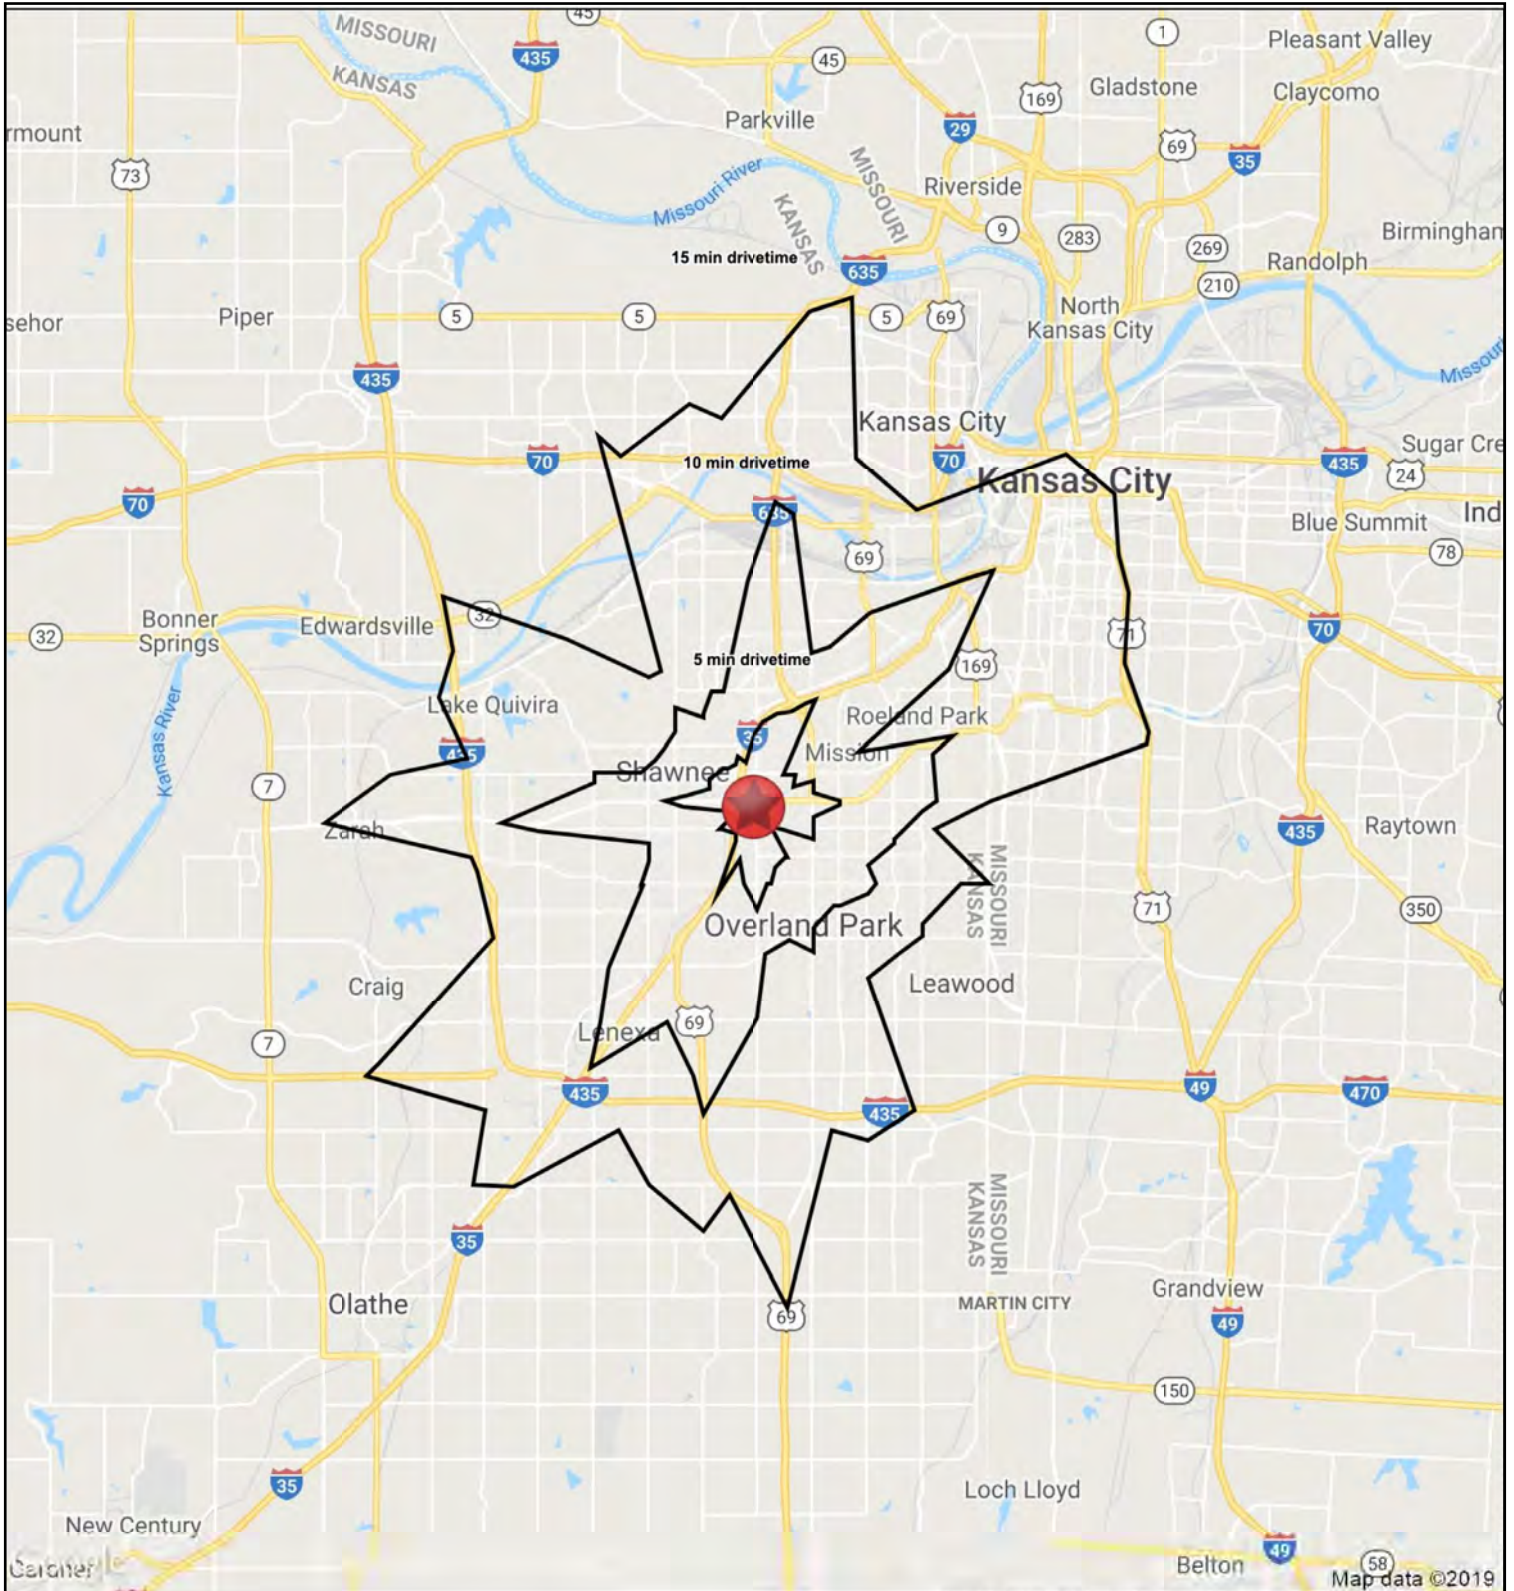 45
MISSOURI
KANSAS
435
45
1
Pleasant Valley
Gladstone
Claycomo
169
Parkville
29
rmount
73
69
35
MISSOURI
KANSAS
Missouri River
Riverside
9
283
269
Birmingham
15 min drivetime
635
Randolph
210
sehor
Piper
5
5
5
69
North
Kansas City
Missouri
435
Kansas City
70
10 min drivetime
70
Kansas City
435
Sugar Cre
24
70
635
Blue Summit
Ind
78
69
32
Bonner
Springs
Edwardsville
32
71
70
5 min drivetime
169
Kansas River
Lake Quivira
Roeland Park
435
35
Mission
Shawnee
7
Zarah
435
Raytown
MISSOURI
KANSAS
71
350
Overland Park
Craig
Leawood
Lenexa
69
7
435
435
49
470
MISSOURI
KANSAS
35
Olathe
69
MARTIN CITY
Grandview
49
150
35
Loch Lloyd
New Century
Gardner
49
Belton
58
Map data ©2019